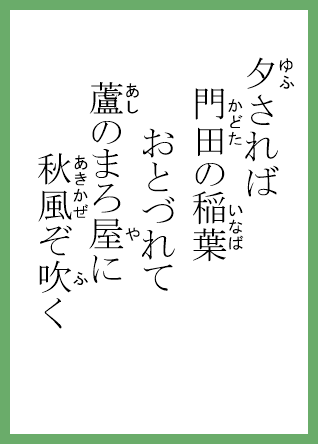 夕されば
門田の稲葉
おとづれて
蘆のまろ屋に
秋風ぞ吹く
ゆふ
かどた
いなば
あし
や
あきかぜ
ふ